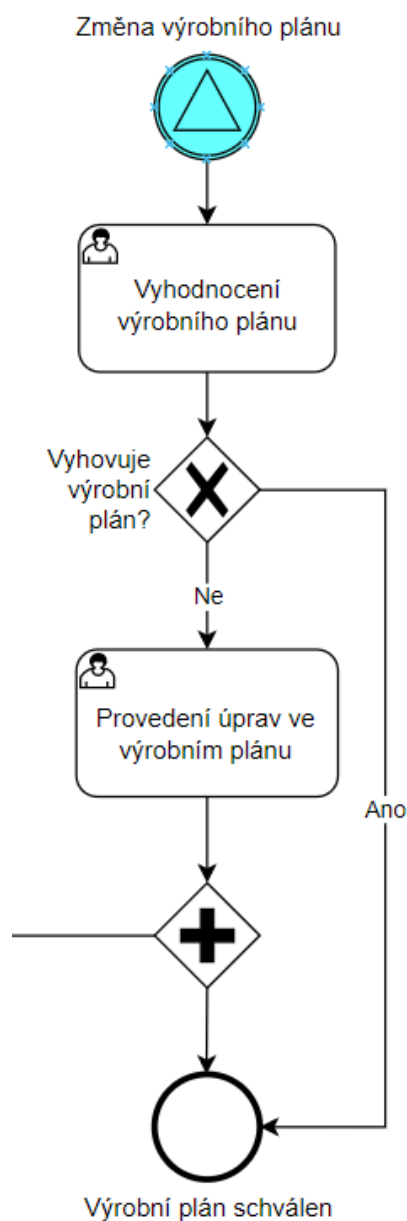 Změna výrobního plánu
Vyhodnocení
výrobního plánu
Vyhovuje
výrobní
plán?
Ne
Provedení úprav ve
výrobním plánu
Ano
Výrobní plán schválen